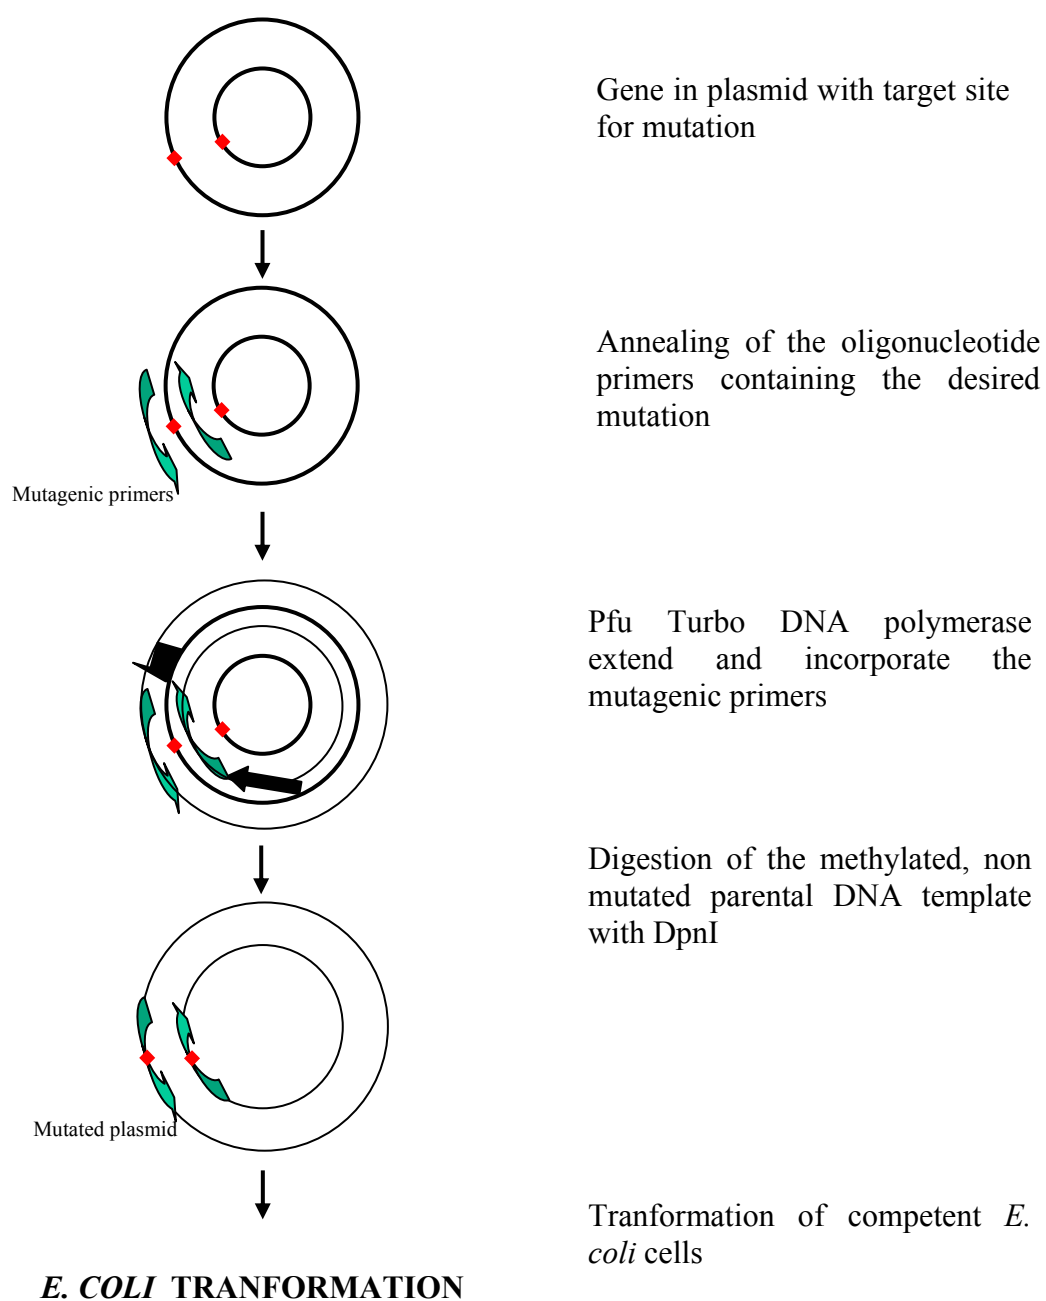 Gene in plasmid with target site
for mutation
Annealing of the oligonucleotide
primers containing the desired
mutation
Mutagenic primers
Pfu Turbo DNA polymerase
extend and incorporate the
mutagenic primers
Digestion of the methylated, non
mutated parental DNA template
with DpnI
Mutated plasmid
Tranformation of competent E.
coli cells
E. COLI TRANFORMATION